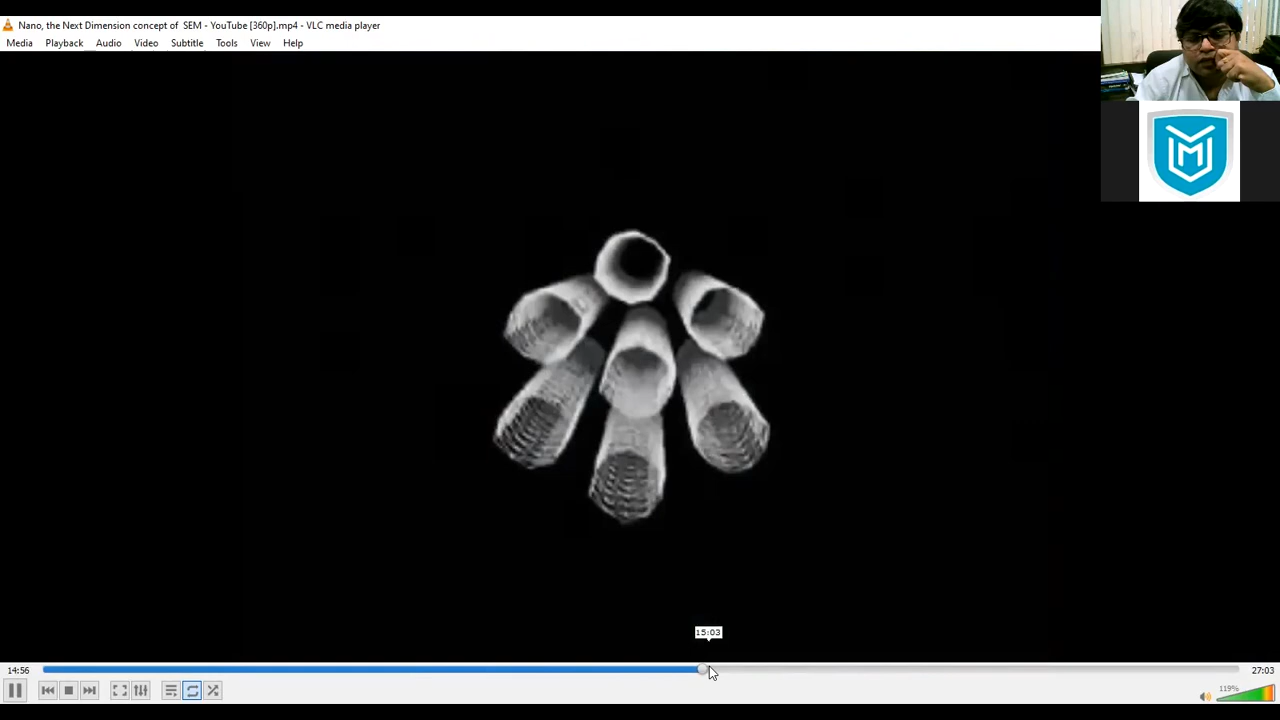 Nano, the Next Dimension concept of  SEM - YouTube [360p].mp4 - VLC media player
Media Playback Audio Video Subtitle Tools View Help
15:03
14:56
27:03
119%